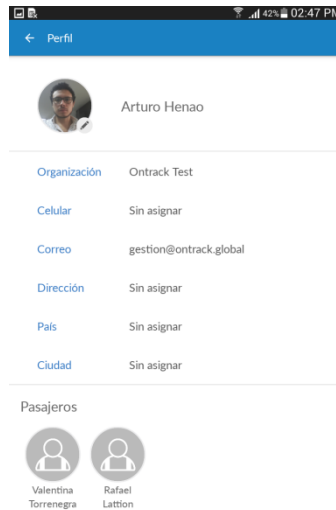 42% 02:47 PM
Perfil
Arturo Henao
Organización Ontrack Test
Celular Sin asignar
Correo gestion@ontrack.global
Dirección Sin asignar
País Sin asignar
Ciudad Sin asignar
Pasajeros
Valentina Rafael
Torrenegra Lattion